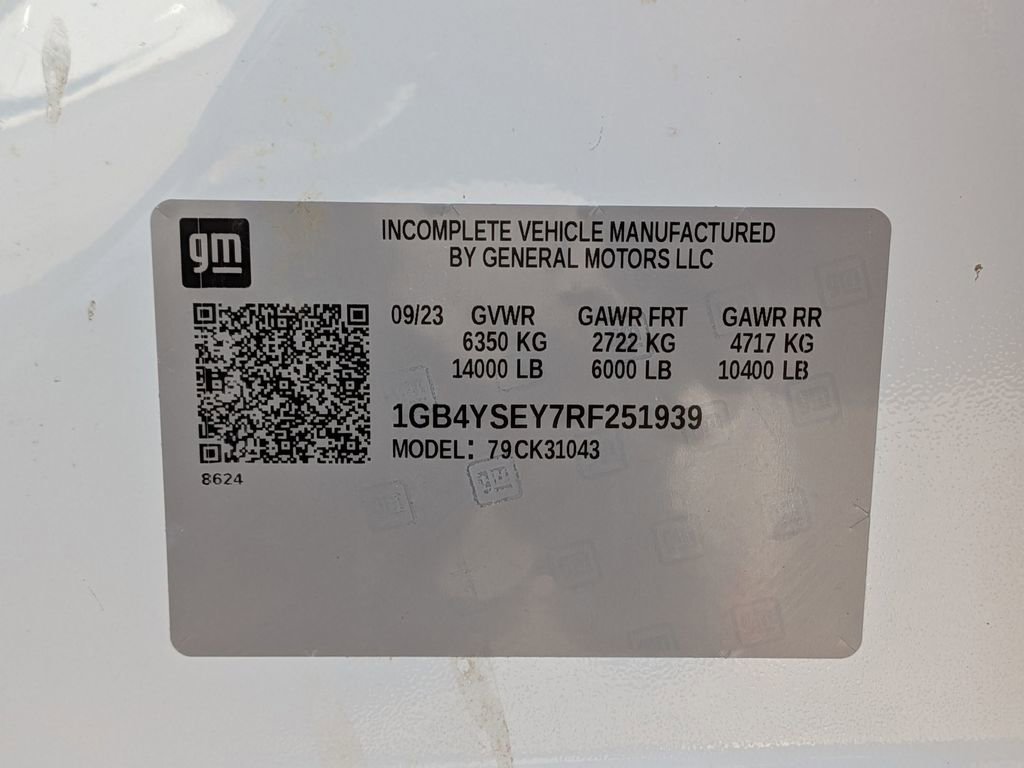 gm
INCOMPLETE VEHICLE MANUFACTURED
BY GENERAL MOTORS LLC
09/23 GVWR GAWR FRT GAWR RR
6350 KG 2722 KG 4717 KG
14000 LB 6000 LB 10400 LB
1GB4YSEY7RF251939
MODEL: 79CK31043
8624